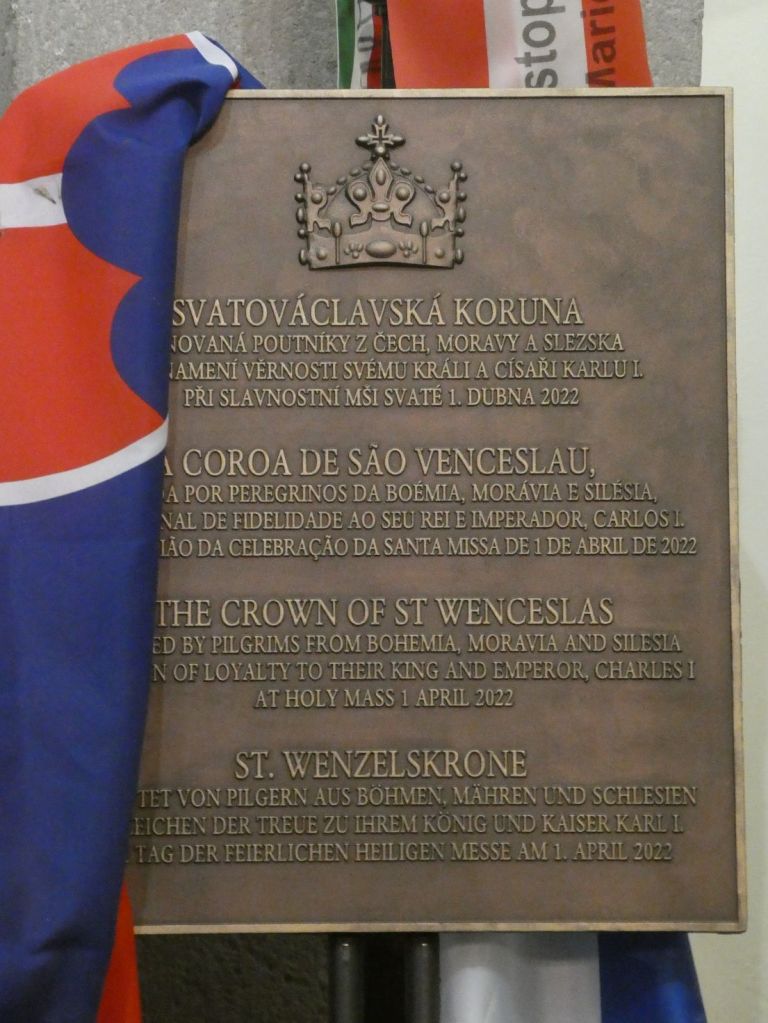 stop
Mario
SVATOVÁCLAVSKÁ KORUNA
POUTNÍKY Z ČECH, MORAVY A SLEZSKA
VĚRNOSTI SVÉMU KRÁLI A CÍSAŘI KARLU I.
PŘI SLAVNOSTNÍ MŠI SVATÉ 1. DUBNA 2022
A COROA DE SÃO VENCESLAU,
POR PEREGRINOS DA BOÉMIA, MORÁVIA E SILÉSIA,
DE FIDELIDADE AO SEU REI E IMPERADOR, CARLOS I.
DA CELEBRAÇÃO DA SANTA MISSA DE 1 DE ABRIL DE 2022
THE CROWN OF ST WENCESLAS
BY PILGRIMS FROM BOHEMIA, MORAVIA AND SILESIA
OF LOYALTY TO THEIR KING AND EMPEROR, CHARLES I
AT HOLY MASS 1 APRIL 2022
ST. WENZELSKRONE
VON PILGERN AUS BÖHMEN, MÄHREN UND SCHLESIEN
DER TREUE ZU IHREM KÖNIG UND KAISER KARL I.
TAG DER FEIERLICHEN HEILIGEN MESSE AM 1. APRIL 2022